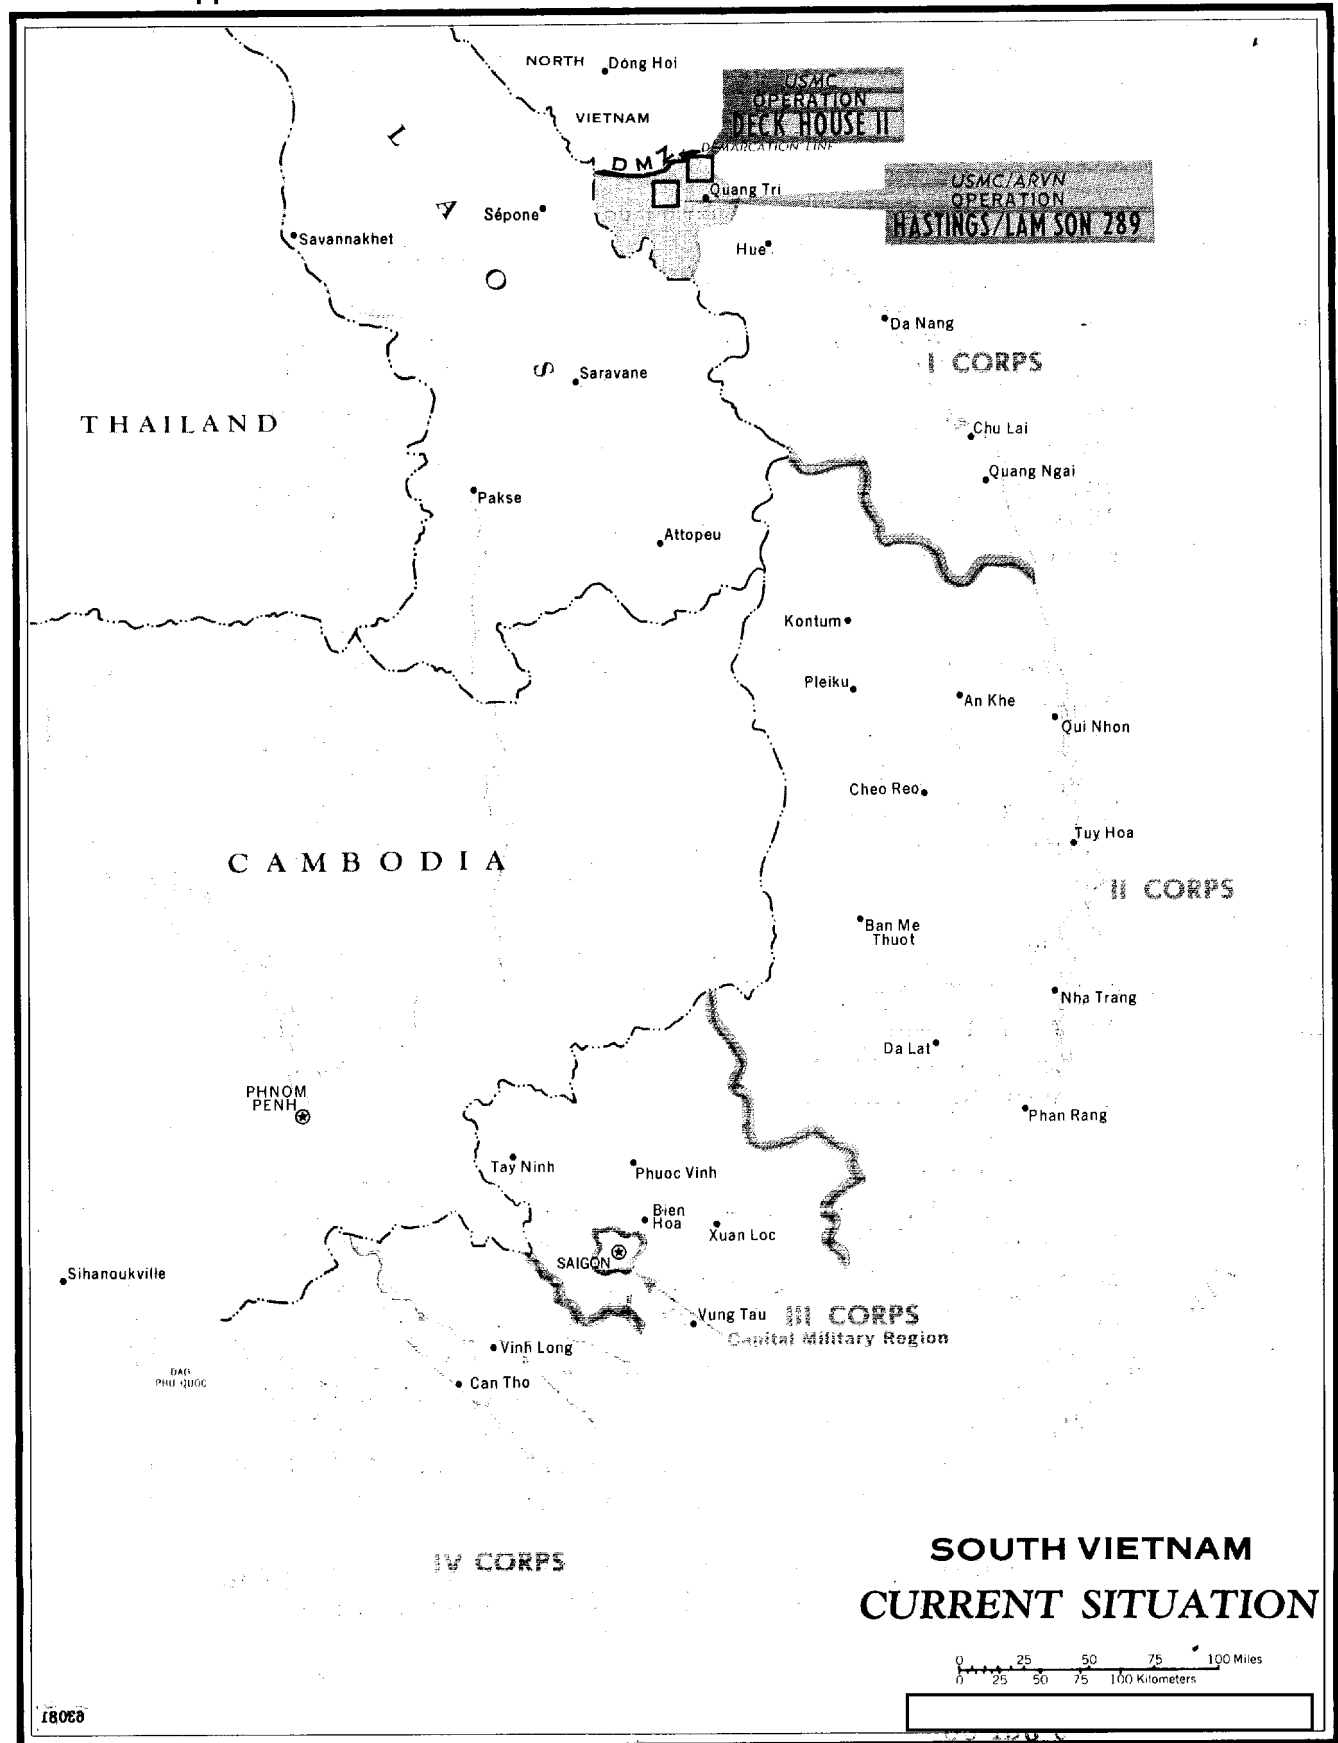 NORTH
Dong Hoi
VIETNAM
USMC
OPERATION
DECK HOUSE II
DEMARCATION LINE
DMZ
USMC/ARVN
OPERATION
HASTINGS/LAM SON 289
Quang Tri
LAOS
Sépone
Savannakhet
Hue
Da Nang
I CORPS
Saravane
THAILAND
Chu Lai
Quang Ngai
Pakse
Attopeu
Kontum
Pleiku
An Khe
Qui Nhon
Cheo Reo
Tuy Hoa
CAMBODIA
II CORPS
Ban Me
Thuot
Nha Trang
Da Lat
PHNOM
PENH
Phan Rang
Tay Ninh
Phuoc Vinh
Bien
Hoa
Xuan Loc
SAIGON
Sihanoukville
Vung Tau
III CORPS
Capital Military Region
Vinh Long
DAO
PHU QUOC
Can Tho
IV CORPS
SOUTH VIETNAM
CURRENT SITUATION
0 25 50 75 100 Miles
0 25 50 75 100 Kilometers
63081